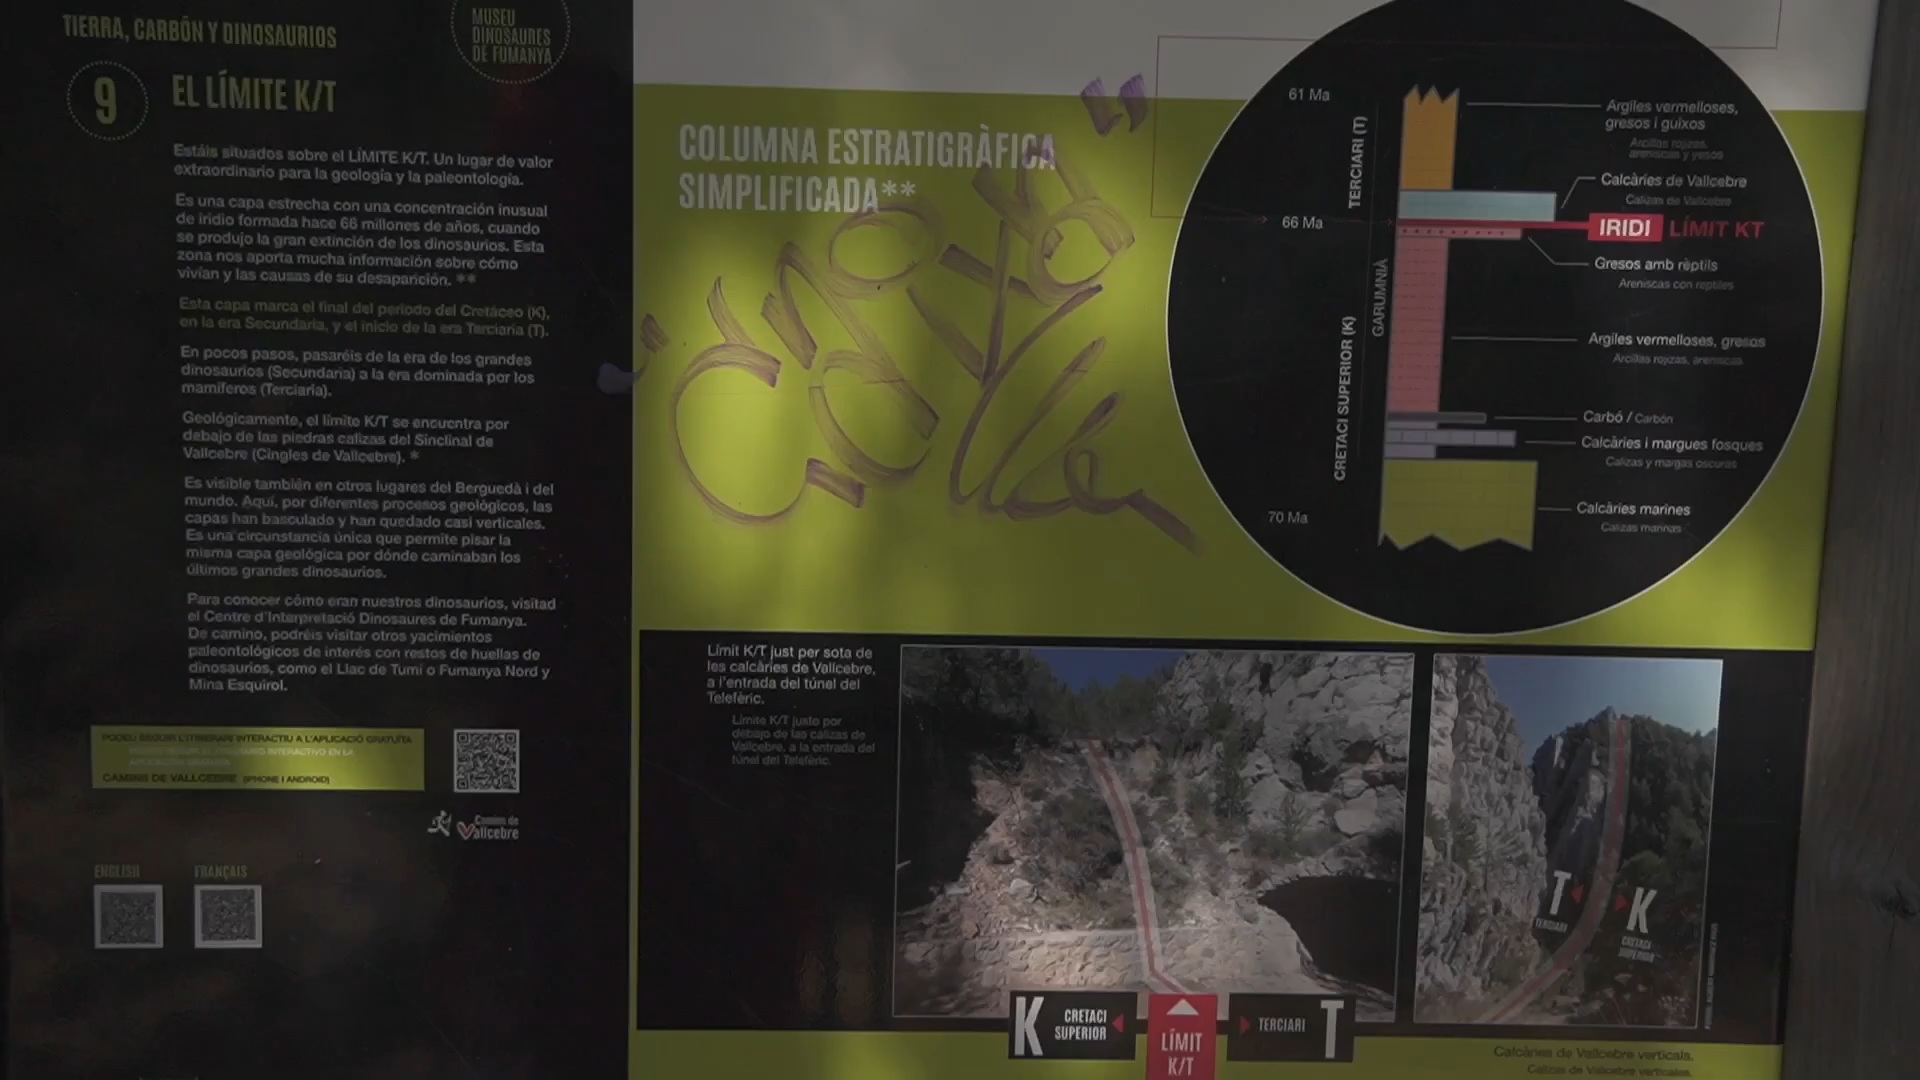 TIERRA, CARBÓN Y DINOSAURIOS
MUSEU
DINOSAURES
DE FUMANYA
9
EL LÍMITE K/T
Estáis situados sobre el LÍMITE K/T. Un lugar de valor
extraordinario para la geología y la paleontología.
Es una capa estrecha con una concentración inusual
de iridio formada hace 66 millones de años, cuando
se produjo la gran extinción de los dinosaurios. Esta
zona nos aporta mucha información sobre cómo
vivían y las causas de su desaparición. **
Esta capa marca el final del periodo del Cretáceo (K),
en la era Secundaria, y el inicio de la era Terciaria (T).
En pocos pasos, pasaréis de la era de los grandes
dinosaurios (Secundaria) a la era dominada por los
mamíferos (Terciaria).
Geológicamente, el límite K/T se encuentra por
debajo de las piedras calizas del Sinclinal de
Vallcebre (Cingles de Vallcebre). *
Es visible también en otros lugares del Berguedà i del
mundo. Aquí, por diferentes procesos geológicos, las
capas han basculado y han quedado casi verticales.
Es una circunstancia única que permite pisar la
misma capa geológica por dónde caminaban los
últimos grandes dinosaurios.
Para conocer cómo eran nuestros dinosaurios, visitad
el Centre d'Interpretació Dinosaures de Fumanya.
De camino, podréis visitar otros yacimientos
paleontológicos de interés con restos de huellas de
dinosaurios, como el Llac de Tumí o Fumanya Nord y
Mina Esquirol.
PODEU SEGUIR L'ITINERARI INTERACTIU A L'APLICACIÓ GRATUÏTA
CAMINS DE VALLCEBRE (IPHONE I ANDROID)
Camins de
Vallcebre
ENGLISH
FRANÇAIS
COLUMNA ESTRATIGRÀFICA
SIMPLIFICADA**
61 Ma
66 Ma
70 Ma
TERCIARI (T)
GARUMNIÀ
CRETACI SUPERIOR (K)
Argiles vermelloses,
gresos i guixos
Arcillas rojizas,
areniscas y yesos
Calcàries de Vallcebre
Calizas de Vallcebre
IRIDI LÍMIT KT
Gresos amb rèptils
Areniscas con reptiles
Argiles vermelloses, gresos
Arcillas rojizas, areniscas
Carbó / Carbón
Calcàries i margues fosques
Calizas y margas oscuras
Calcàries marines
Calizas marinas
Límit K/T just per sota de
les calcàries de Vallcebre,
a l'entrada del túnel del
Telefèric.
Límite K/T justo por
debajo de las calizas de
Vallcebre, a la entrada del
túnel del Telefèric.
K CRETACI
SUPERIOR
LÍMIT
K/T
TERCIARI T
T
TERCIARI
K
CRETACI
SUPERIOR
Calcàries de Vallcebre verticals.
Calizas de Vallcebre verticales.